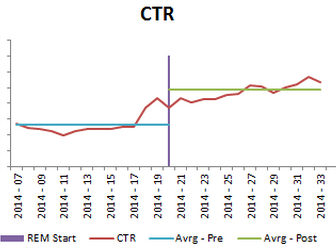 CTR
2014 - 07
2014 - 09
2014 - 11
2014 - 13
2014 - 15
2014 - 17
2014 - 19
2014 - 21
2014 - 23
2014 - 25
2014 - 27
2014 - 29
2014 - 31
2014 - 33
REM Start CTR Avrg - Pre Avrg - Post